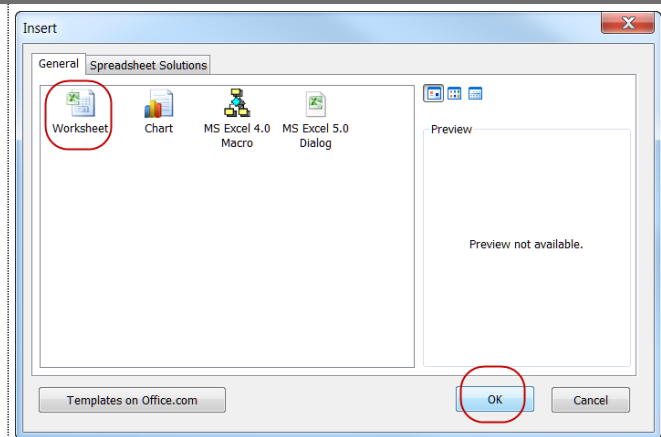 Insert
General
Spreadsheet Solutions
Worksheet
Chart
MS Excel 4.0
Macro
MS Excel 5.0
Dialog
Preview
Preview not available.
Templates on Office.com
OK
Cancel